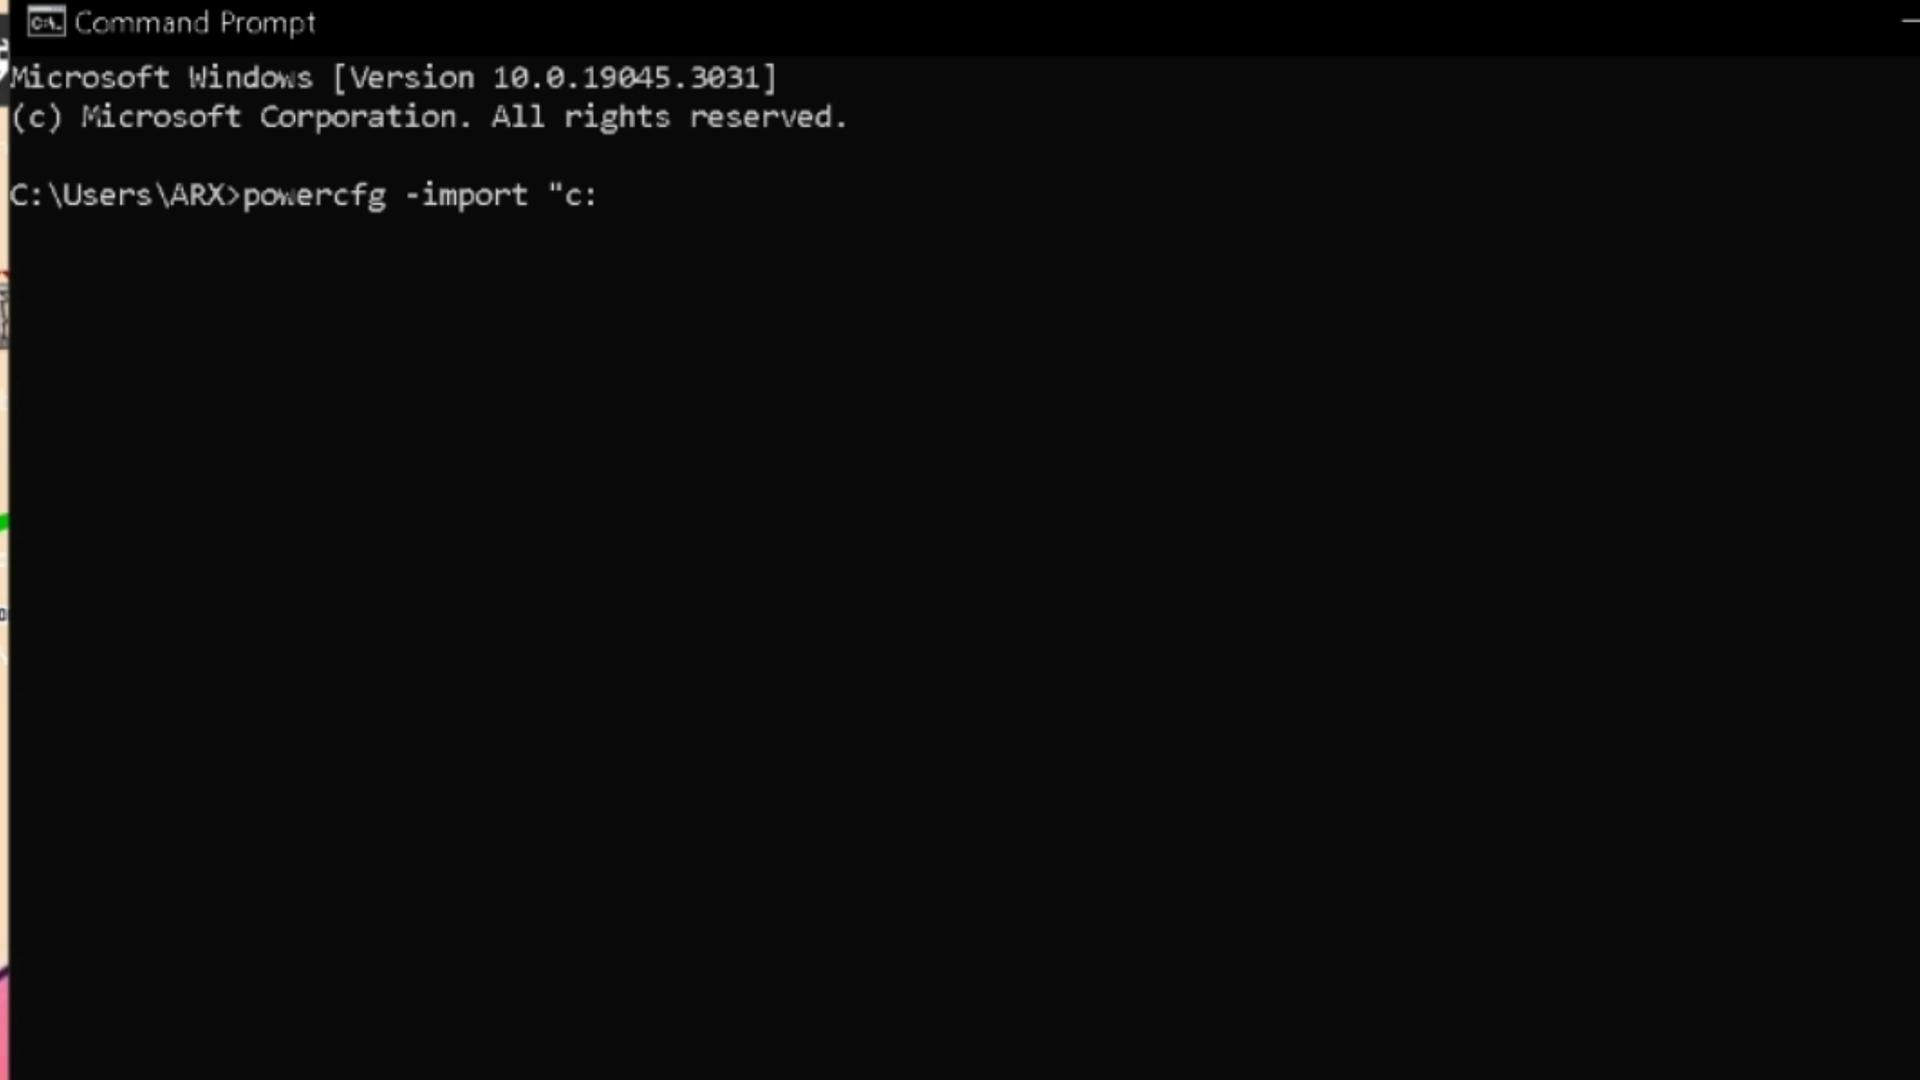 Command Prompt
Microsoft Windows [Version 10.0.19045.3031]
(c) Microsoft Corporation. All rights reserved.
C:\Users\ARX>powercfg -import "c: